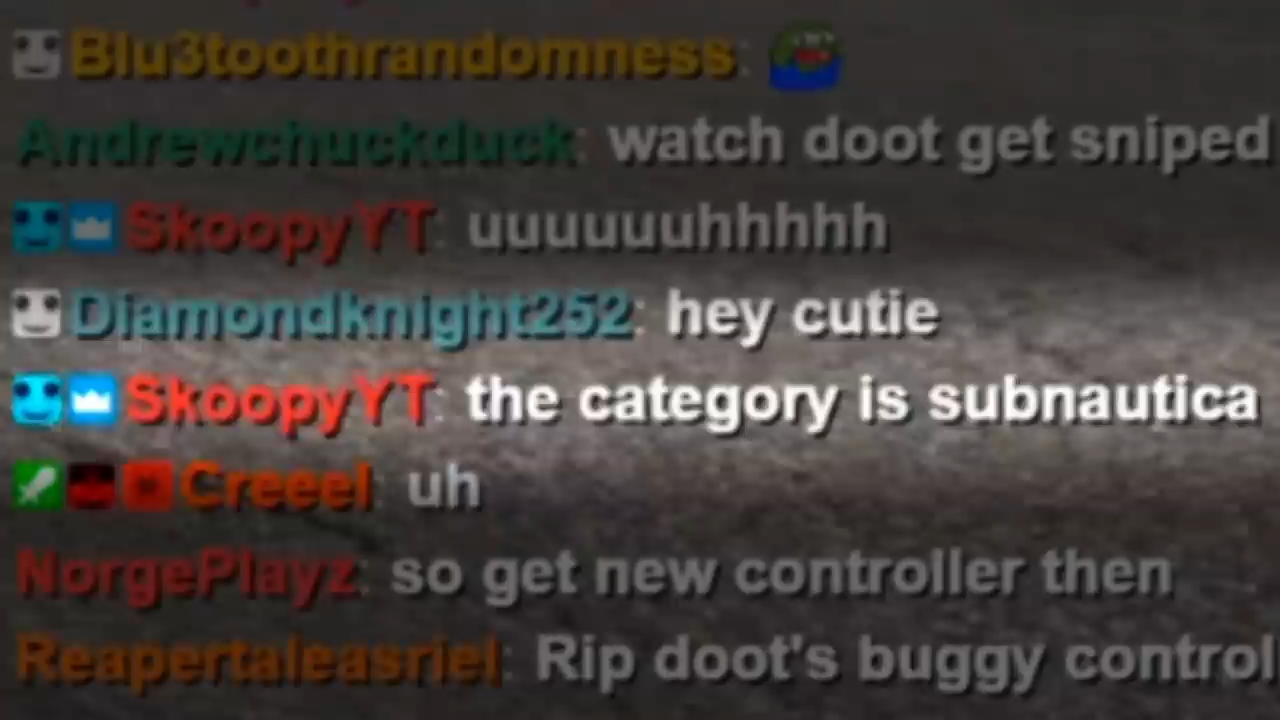 Blu3toothrandomness:
Andrewchuckduck: watch doot get sniped
SkoopyYT: uuuuuuhhhhh
Diamondknight252: hey cutie
SkoopyYT: the category is subnautica
Creeel: uh
NorgePlayz: so get new controller then
Reapertaleasriel: Rip doot's buggy control